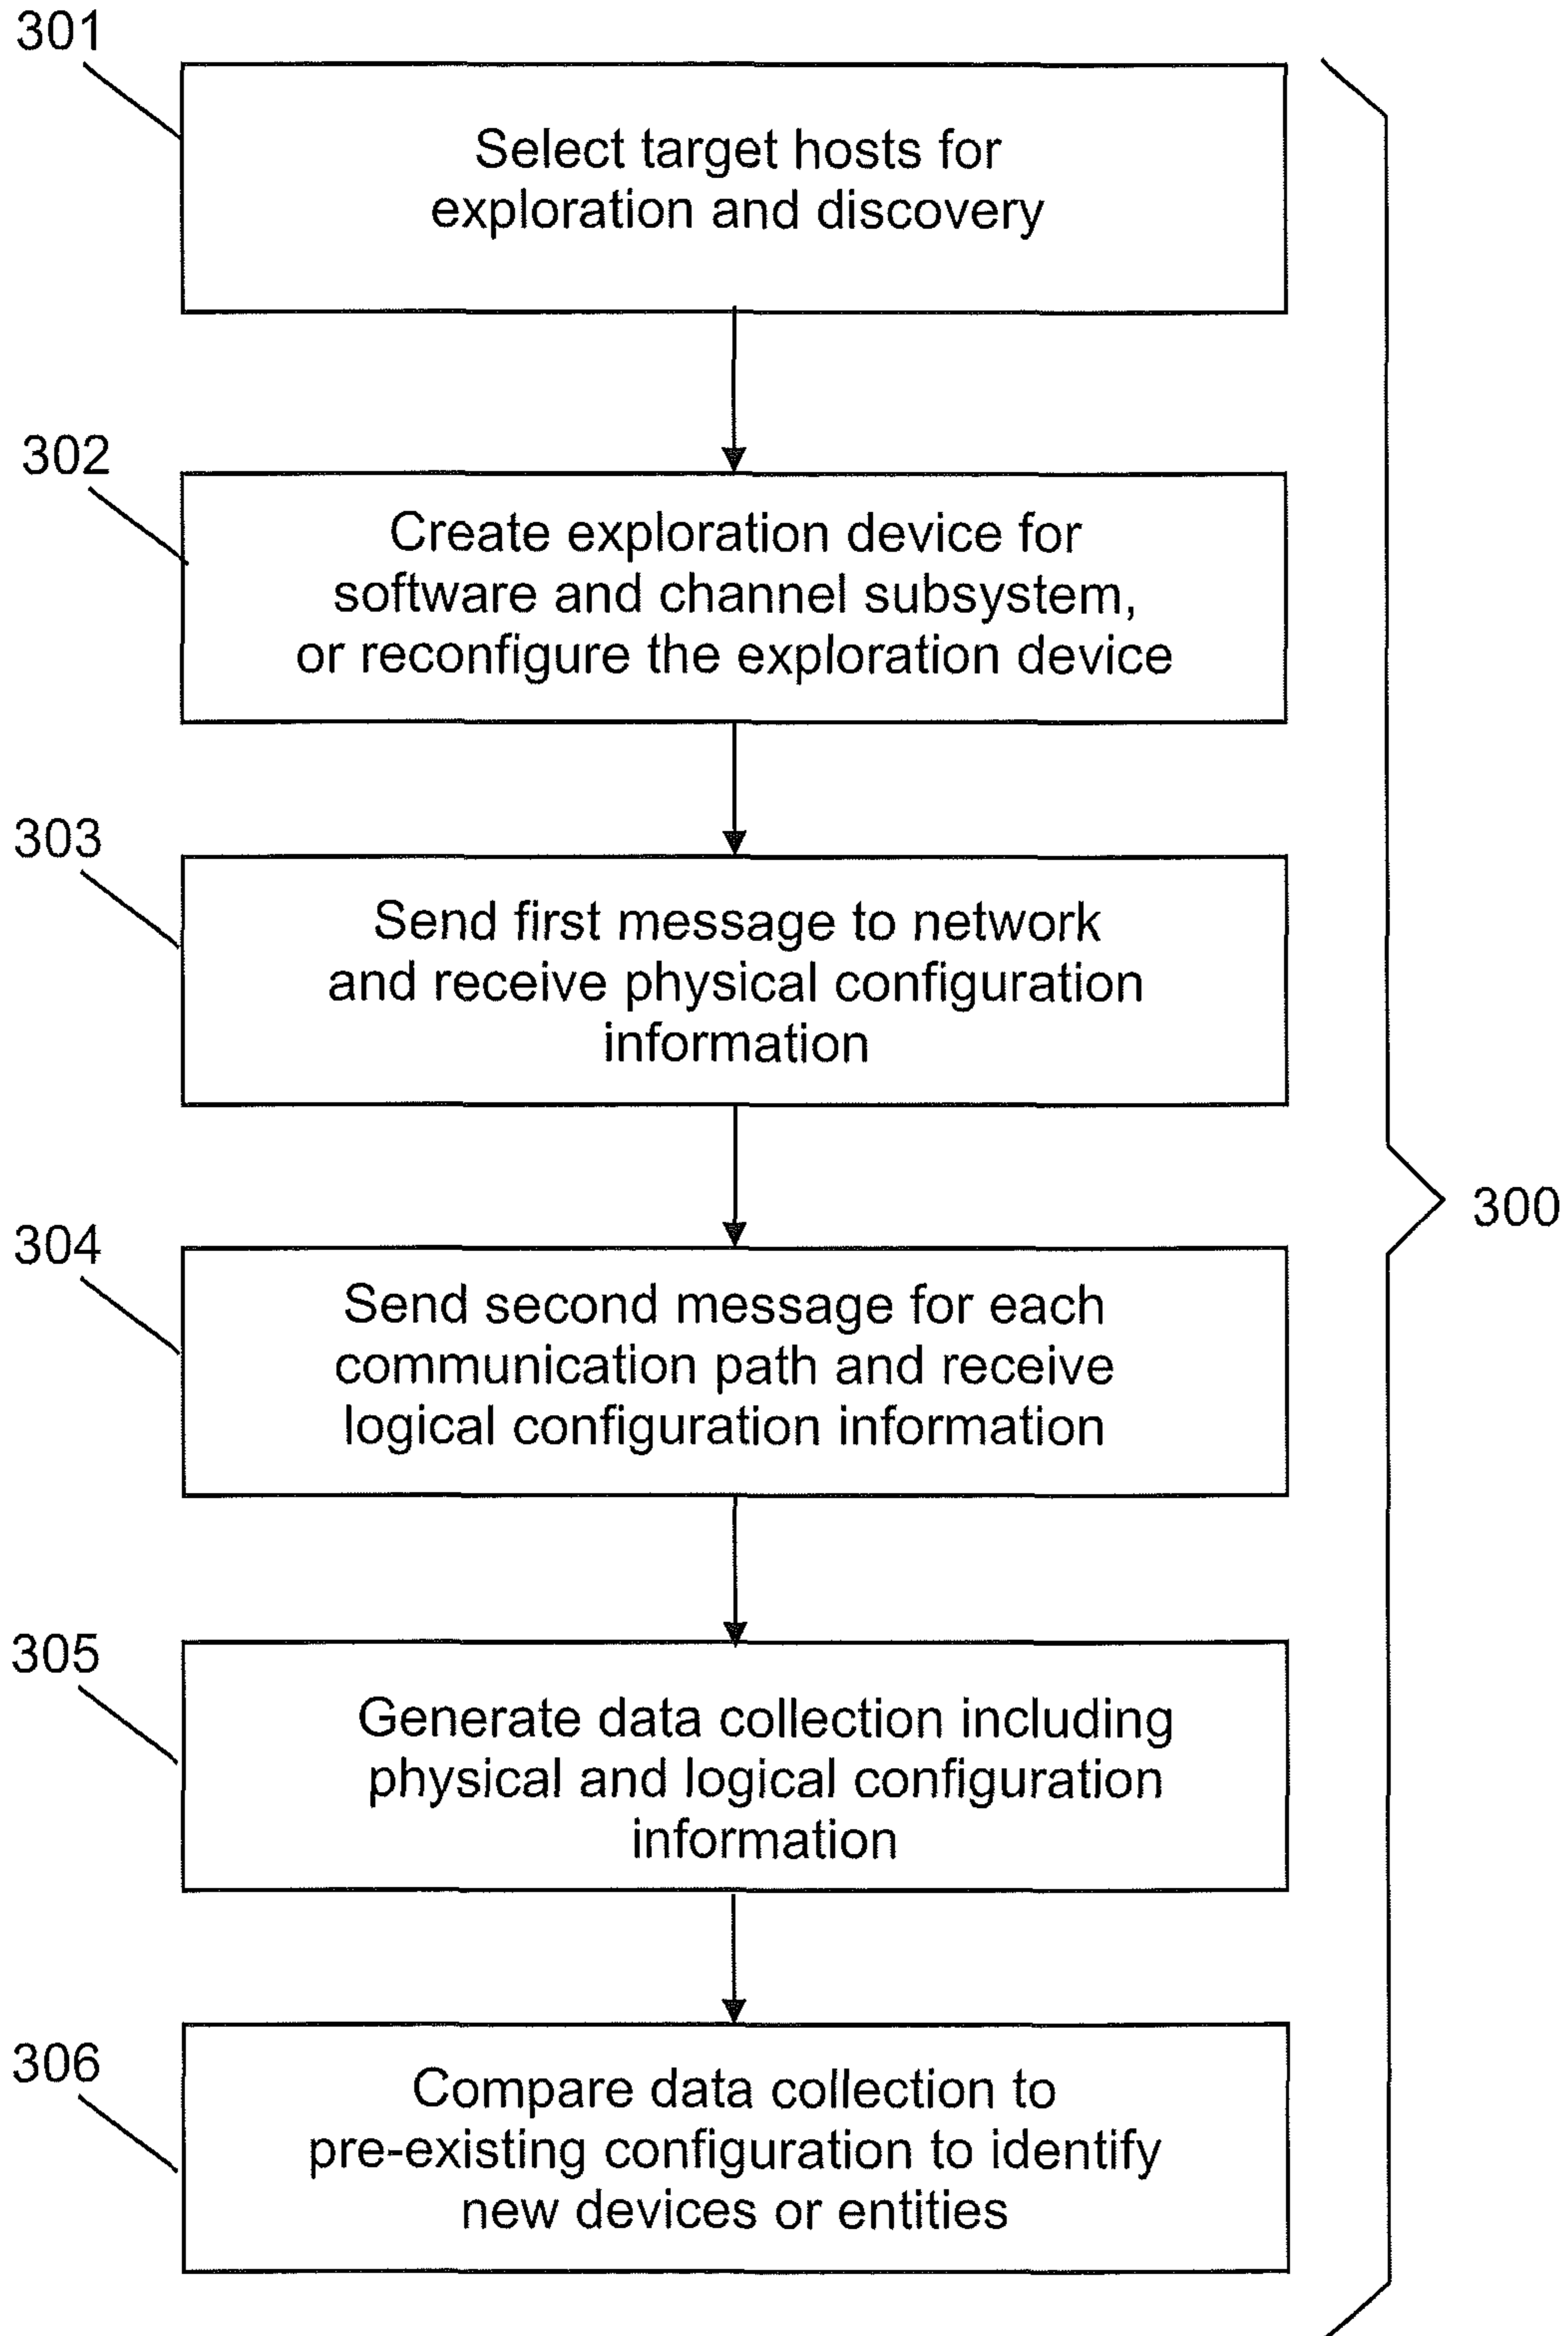 301
Select target hosts for
exploration and discovery
302
Create exploration device for
software and channel subsystem,
or reconfigure the exploration device
303
Send first message to network
and receive physical configuration
information
300
304
Send second message for each
communication path and receive
logical configuration information
305
Generate data collection including
physical and logical configuration
information
306
Compare data collection to
pre-existing configuration to identify
new devices or entities